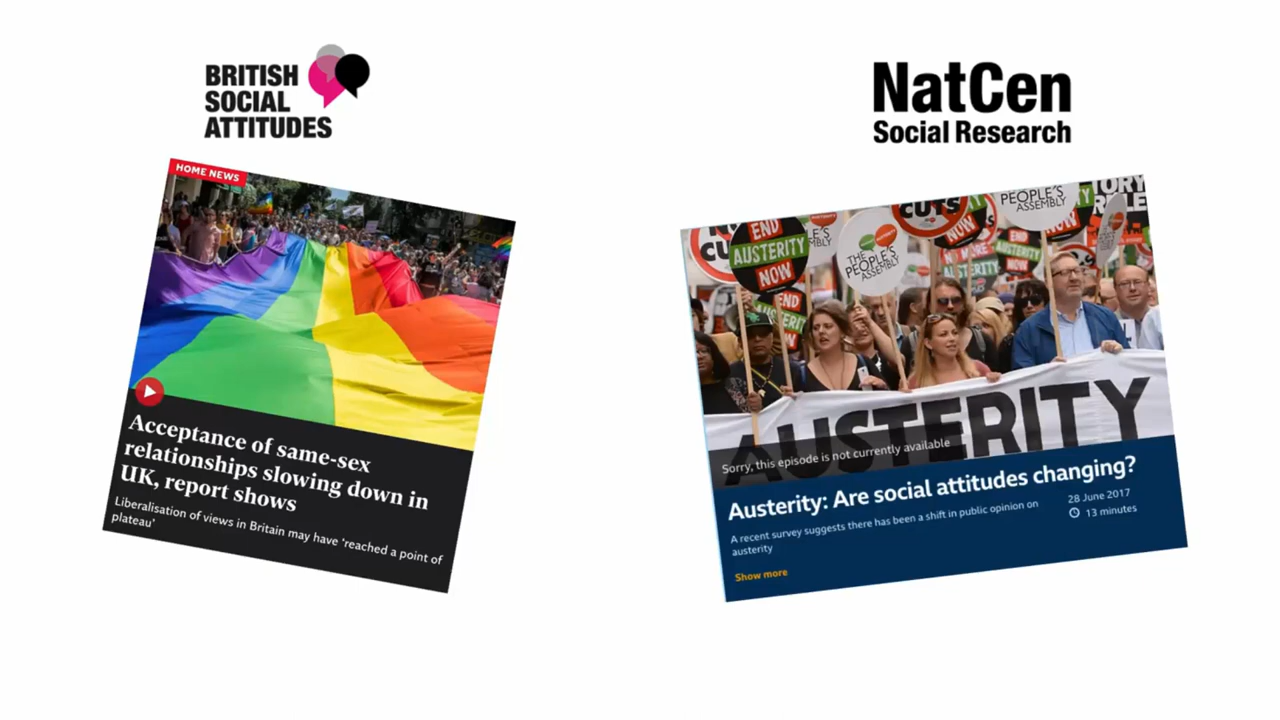 BRITISH
SOCIAL
ATTITUDES
NatCen
Social Research
HOME NEWS
Acceptance of same-sex
relationships slowing down in
UK, report shows
Liberalisation of views in Britain may have ‘reached a point of
plateau’
END
AUSTERITY
NOW
THE
PEOPLE'S
ASSEMBLY
CUTS
PEOPLE'S
ASSEMBLY
END
AUSTERITY
Sorry, this episode is not currently available
Austerity: Are social attitudes changing?
A recent survey suggests there has been a shift in public opinion on
austerity
28 June 2017
13 minutes
Show more